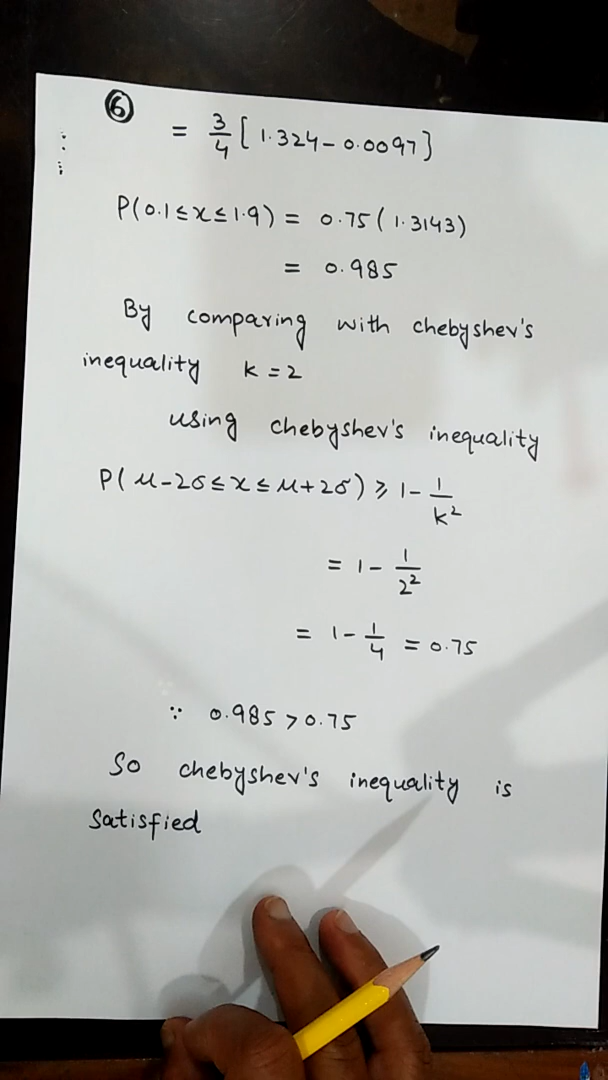 ⑥
= 3/4 [ 1.324 - 0.0097 }
P(0.1 ≤ x ≤ 1.9) = 0.75 ( 1.3143)
= 0.985
By comparing with chebyshev's
inequality k = 2
using chebyshev's inequality
P( μ-2σ ≤ x ≤ μ+2σ ) ≥ 1 - 1/k²
= 1 - 1/2²
= 1 - 1/4 = 0.75
∵ 0.985 > 0.75
So chebyshev's inequality is
satisfied